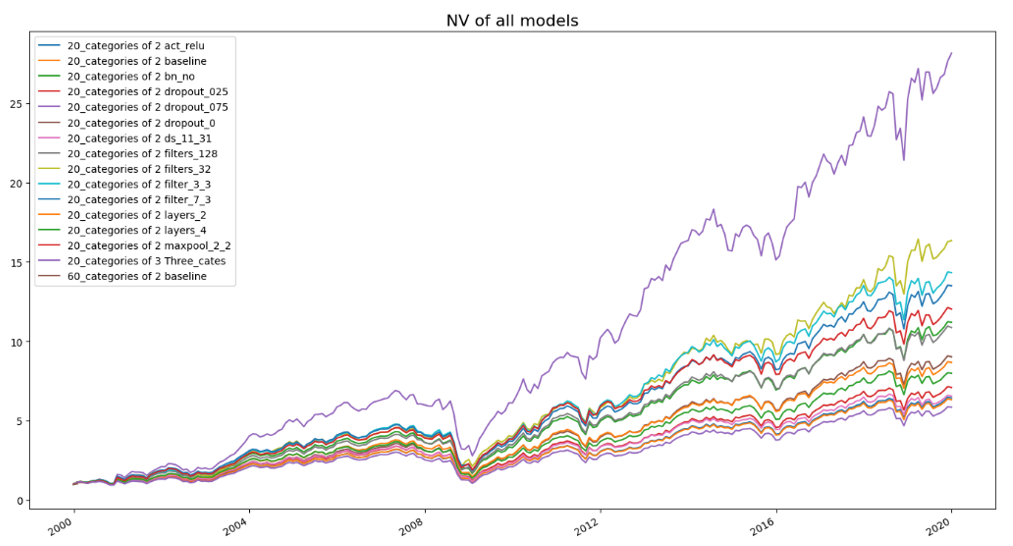 NV of all models
20_categories of 2 act_relu
20_categories of 2 baseline
20_categories of 2 bn_no
20_categories of 2 dropout_025
20_categories of 2 dropout_075
20_categories of 2 dropout_0
20_categories of 2 ds_11_31
20_categories of 2 filters_128
20_categories of 2 filters_32
20_categories of 2 filter_3_3
20_categories of 2 filter_7_3
20_categories of 2 layers_2
20_categories of 2 layers_4
20_categories of 2 maxpool_2_2
20_categories of 3 Three_cates
60_categories of 2 baseline
25
20
15
10
5
0
2000 2004 2008 2012 2016 2020